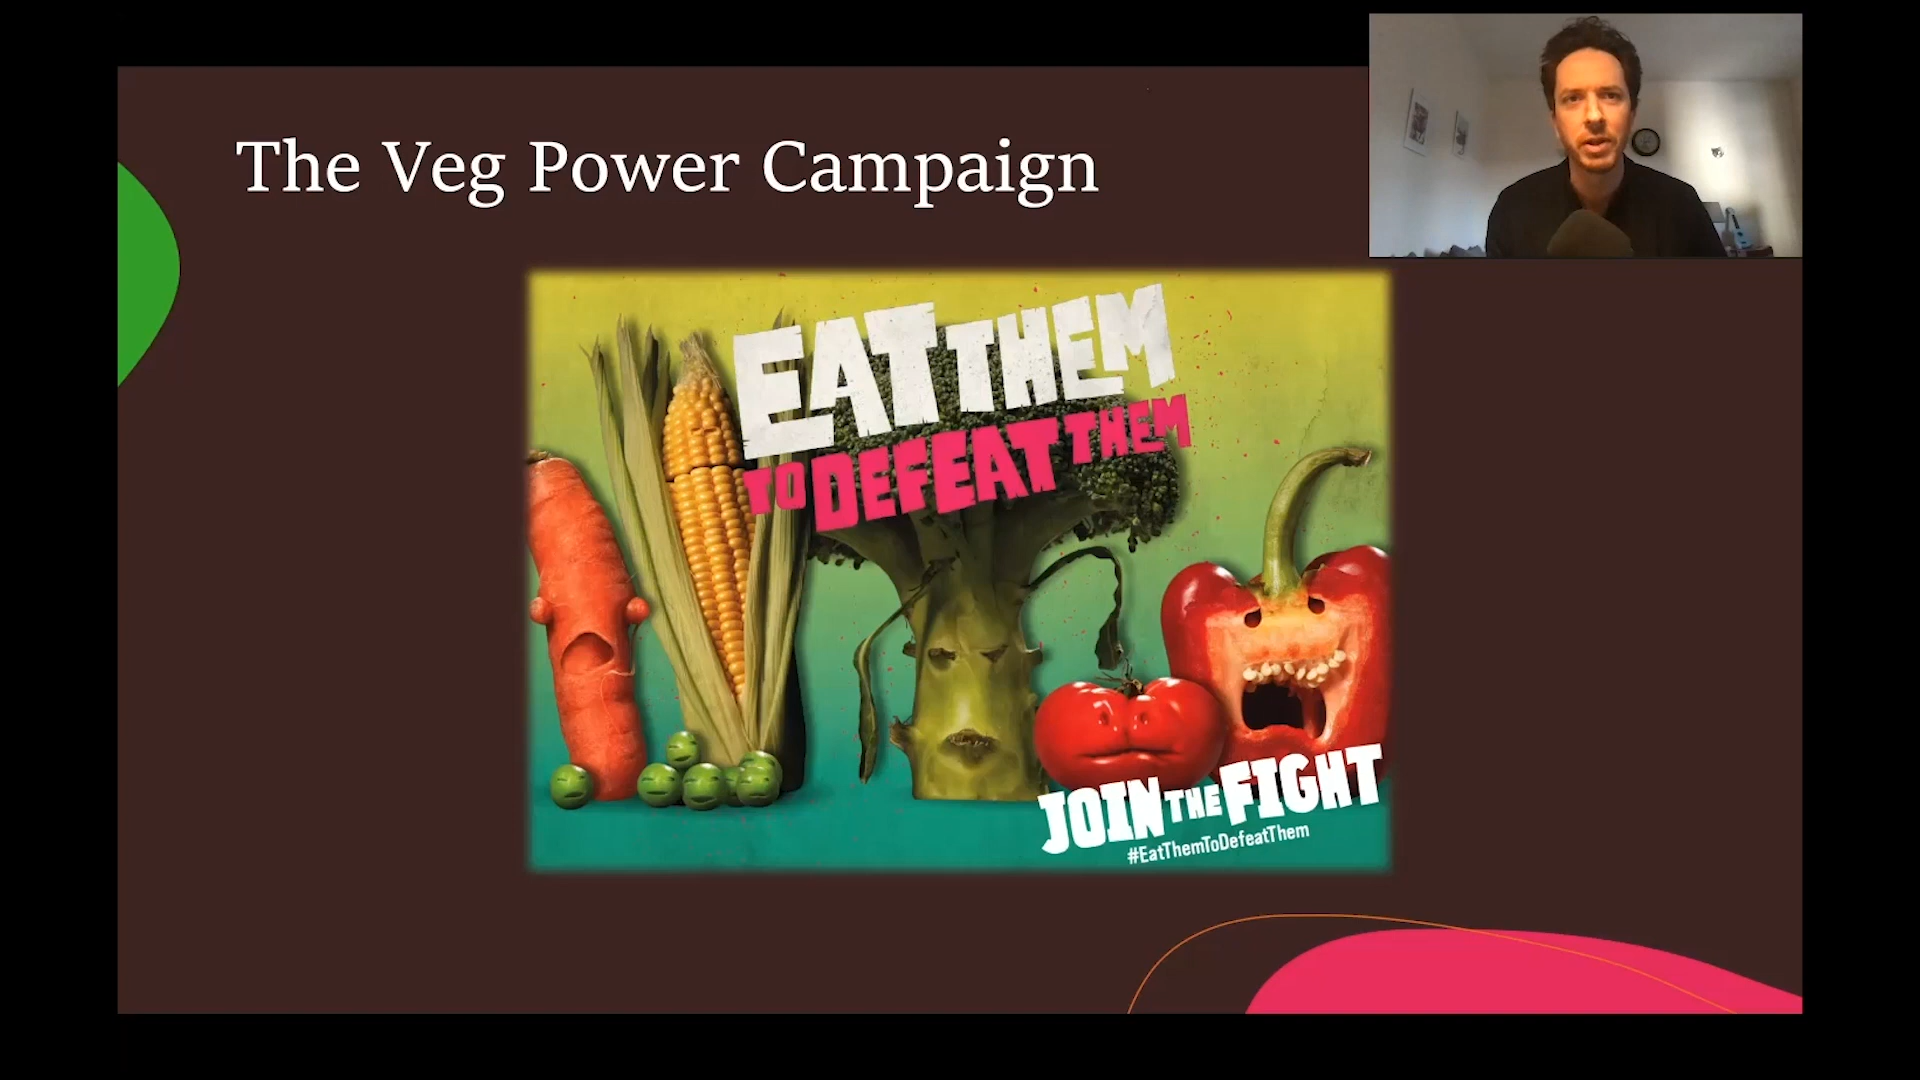 The Veg Power Campaign
EAT THEM
TO DEFEAT THEM
JOIN THE FIGHT
#EatThemToDefeatThem